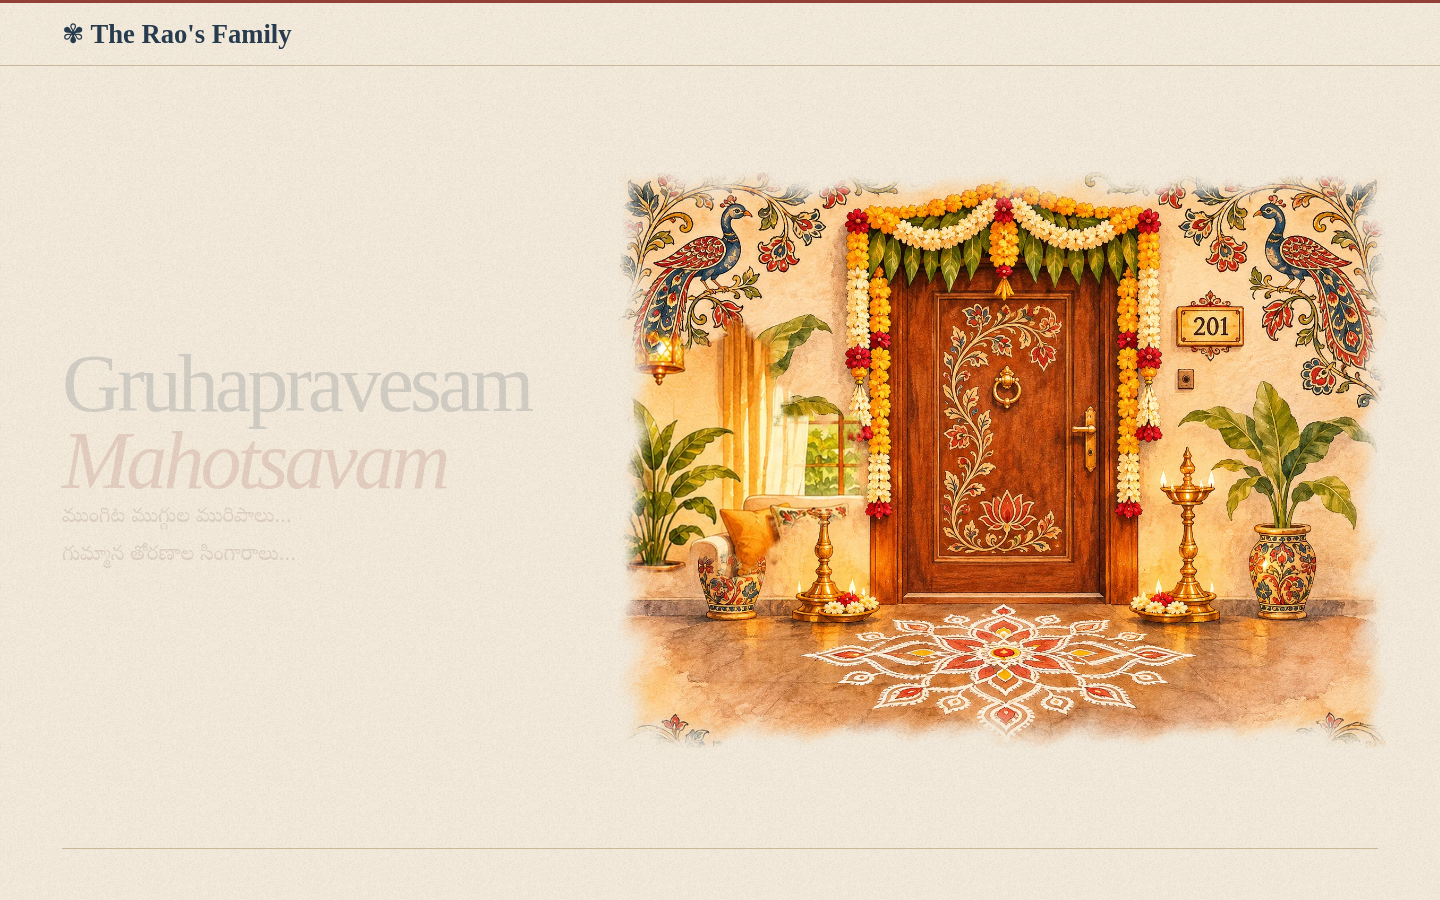 ✾ The Rao's Family
Gruhapravesam
Mahotsavam
ముంగిట ముగ్గుల మురిపాలు...
గుమ్మాన తోరణాల సింగారాలు...
201